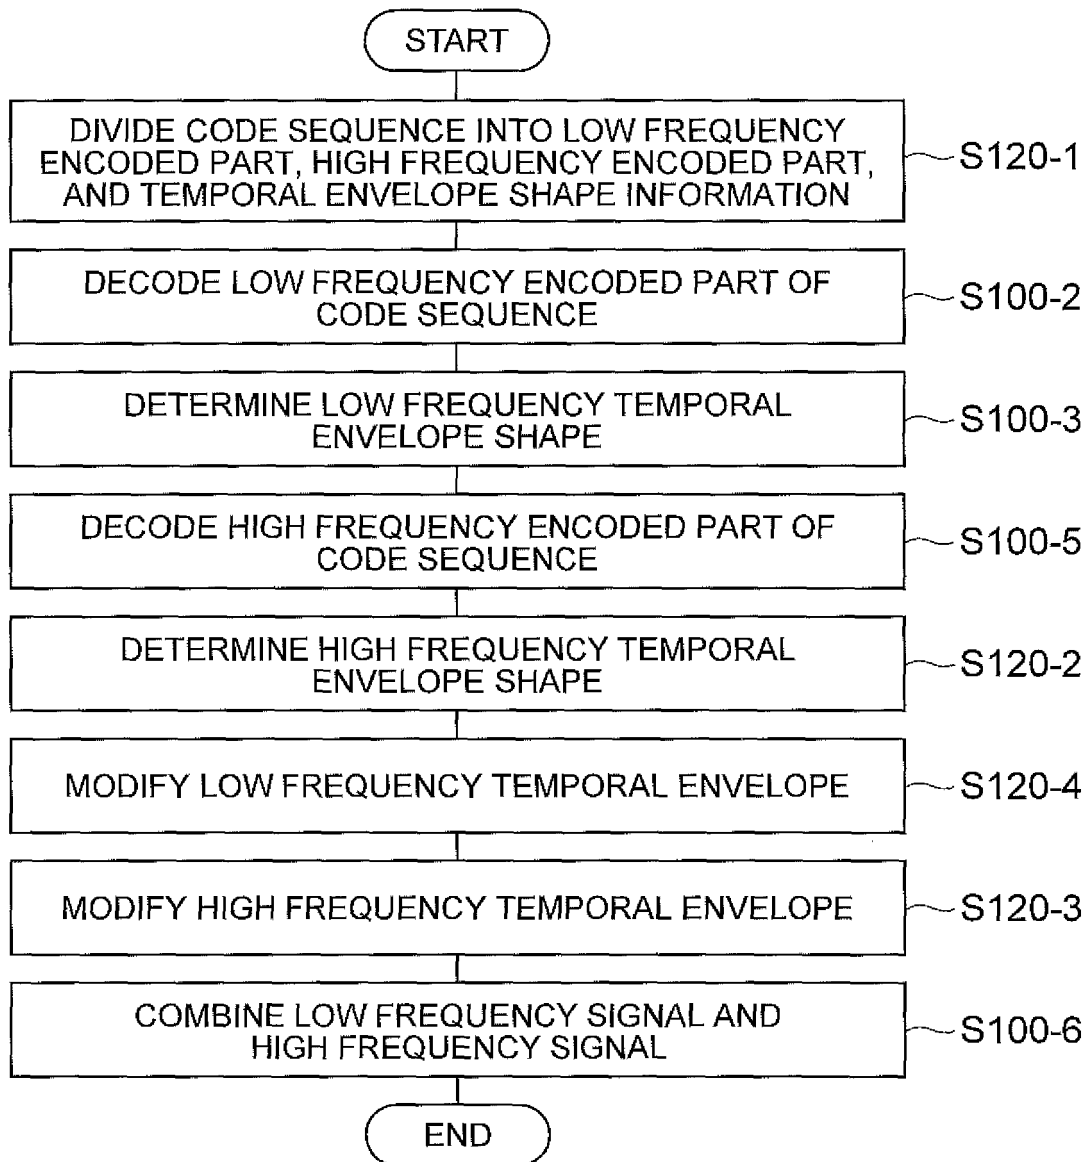 START
DIVIDE CODE SEQUENCE INTO LOW FREQUENCY
ENCODED PART, HIGH FREQUENCY ENCODED PART,
AND TEMPORAL ENVELOPE SHAPE INFORMATION
S120-1
DECODE LOW FREQUENCY ENCODED PART OF
CODE SEQUENCE
S100-2
DETERMINE LOW FREQUENCY TEMPORAL
ENVELOPE SHAPE
S100-3
DECODE HIGH FREQUENCY ENCODED PART OF
CODE SEQUENCE
S100-5
DETERMINE HIGH FREQUENCY TEMPORAL
ENVELOPE SHAPE
S120-2
MODIFY LOW FREQUENCY TEMPORAL ENVELOPE
S120-4
MODIFY HIGH FREQUENCY TEMPORAL ENVELOPE
S120-3
COMBINE LOW FREQUENCY SIGNAL AND
HIGH FREQUENCY SIGNAL
S100-6
END